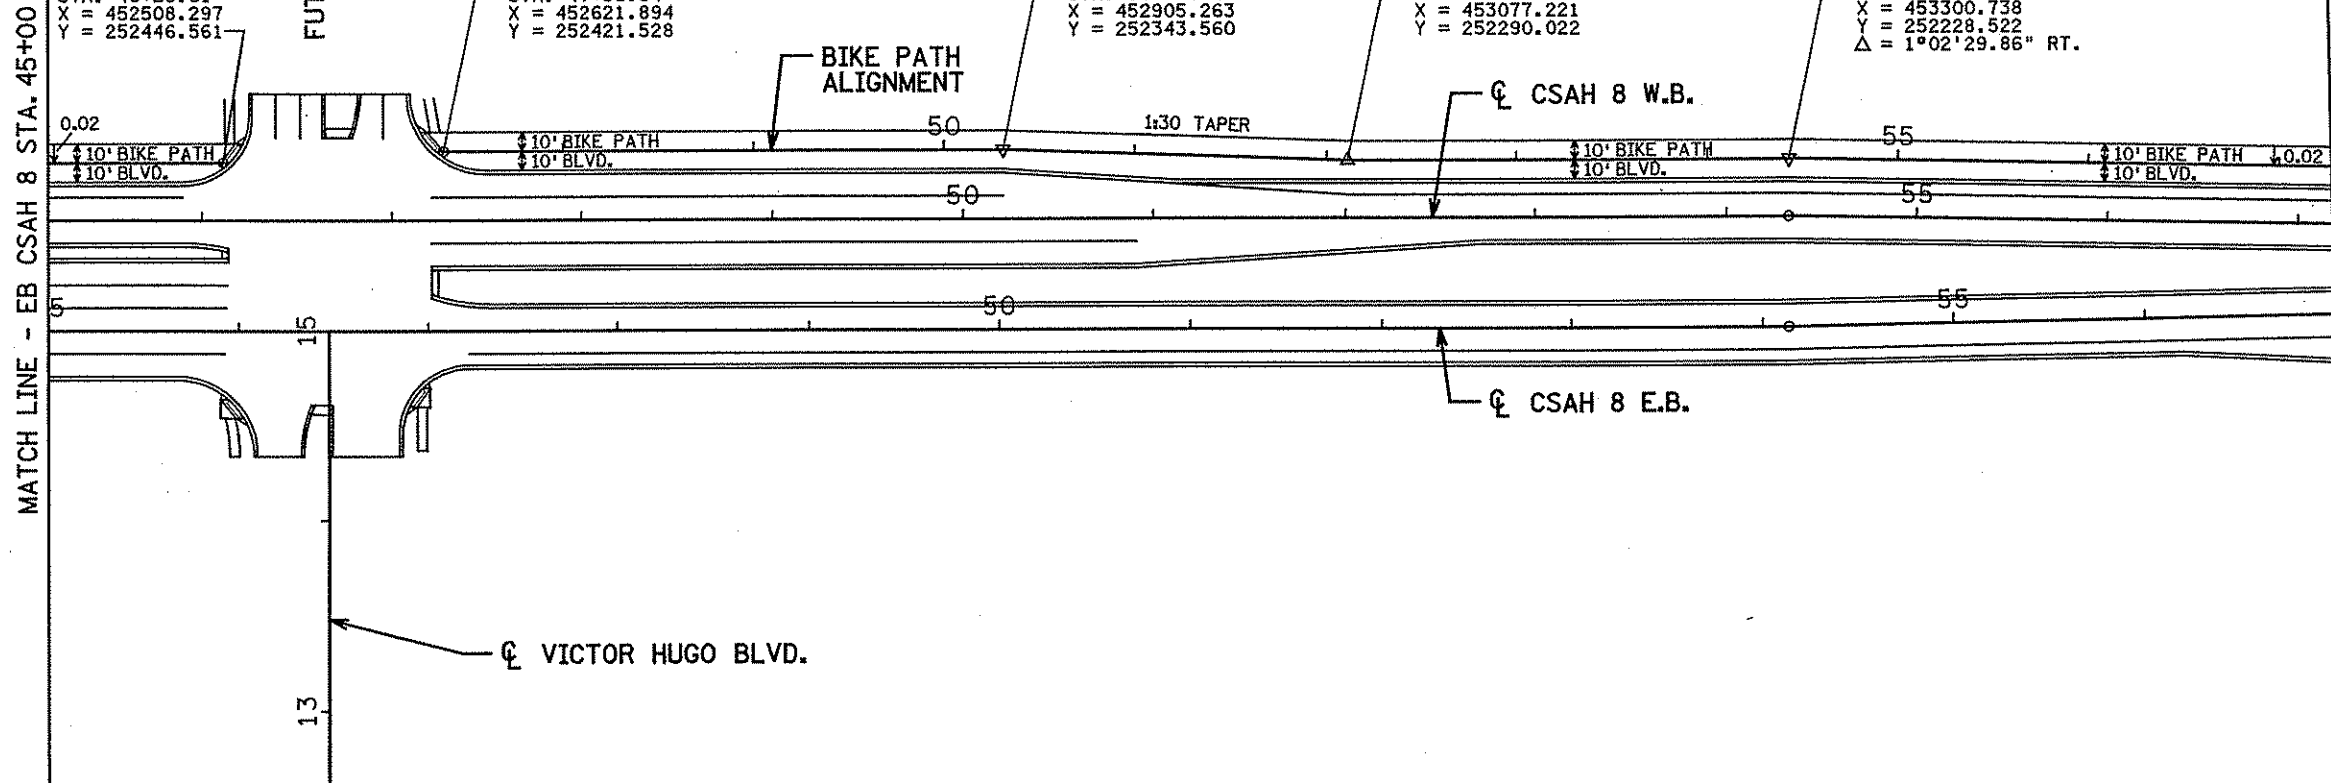 MATCH LINE - EB CSAH 8 STA. 45+00
X = 452508.297
Y = 252446.561
FUT
X = 452621.894
Y = 252421.528
X = 452905.263
Y = 252343.560
X = 453077.221
Y = 252290.022
X = 453300.738
Y = 252228.522
△ = 1°02'29.86" RT.
BIKE PATH
ALIGNMENT
℄ CSAH 8 W.B.
0.02
10' BIKE PATH
10' BLVD.
10' BIKE PATH
10' BLVD.
50
1:30 TAPER
10' BIKE PATH
10' BLVD.
55
10' BIKE PATH
10' BLVD.
0.02
50
55
5
15
50
55
℄ CSAH 8 E.B.
℄ VICTOR HUGO BLVD.
13